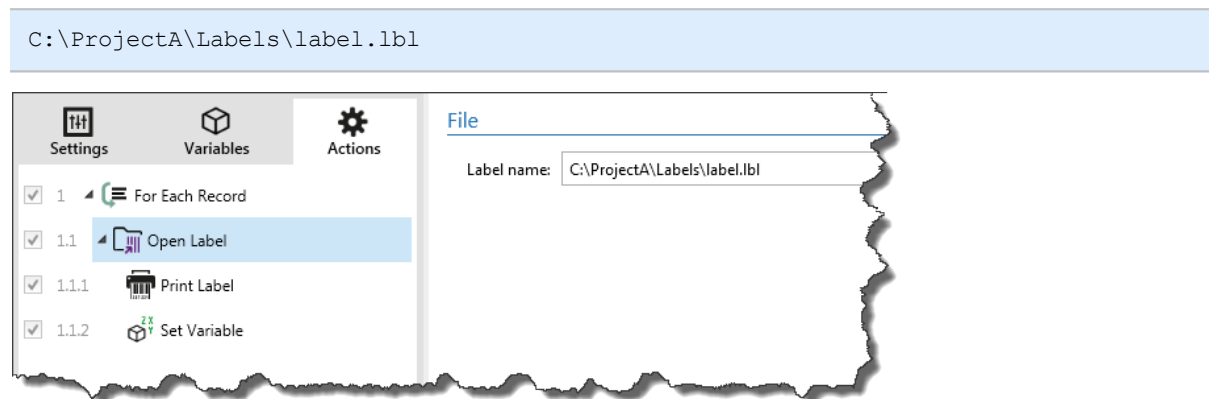 C:\ProjectA\Labels\label.lbl
Settings Variables Actions
1 For Each Record
1.1 Open Label
1.1.1 Print Label
1.1.2 Set Variable
File
Label name: C:\ProjectA\Labels\label.lbl